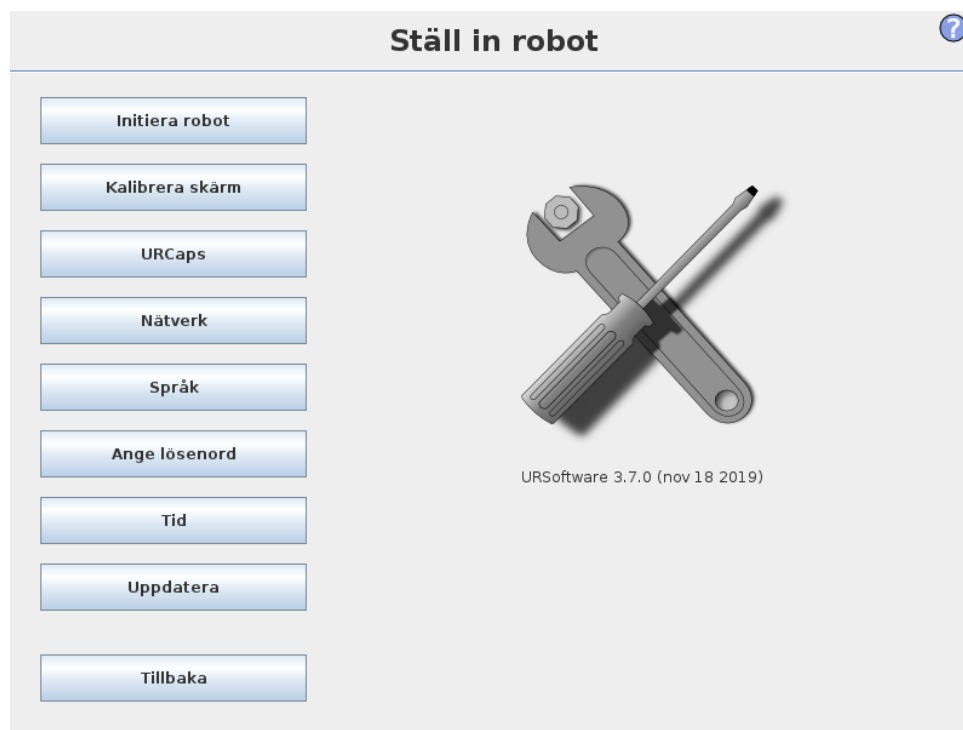 Ställ in robot
?
Initiera robot
Kalibrera skärm
URCaps
Nätverk
Språk
Ange lösenord
Tid
Uppdatera
Tillbaka
URSoftware 3.7.0 (nov 18 2019)